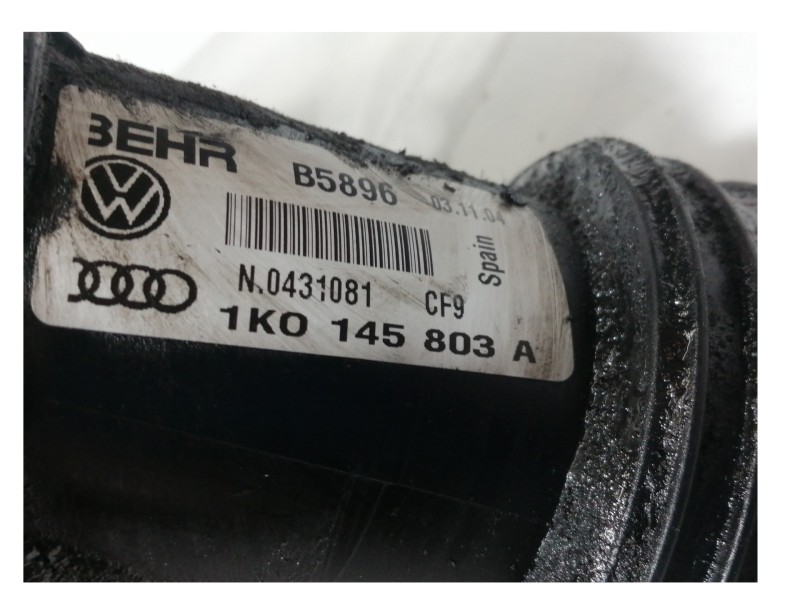 BEHR B5896 03.11.04
Spain
N.0431081 CF9
1K0 145 803 A